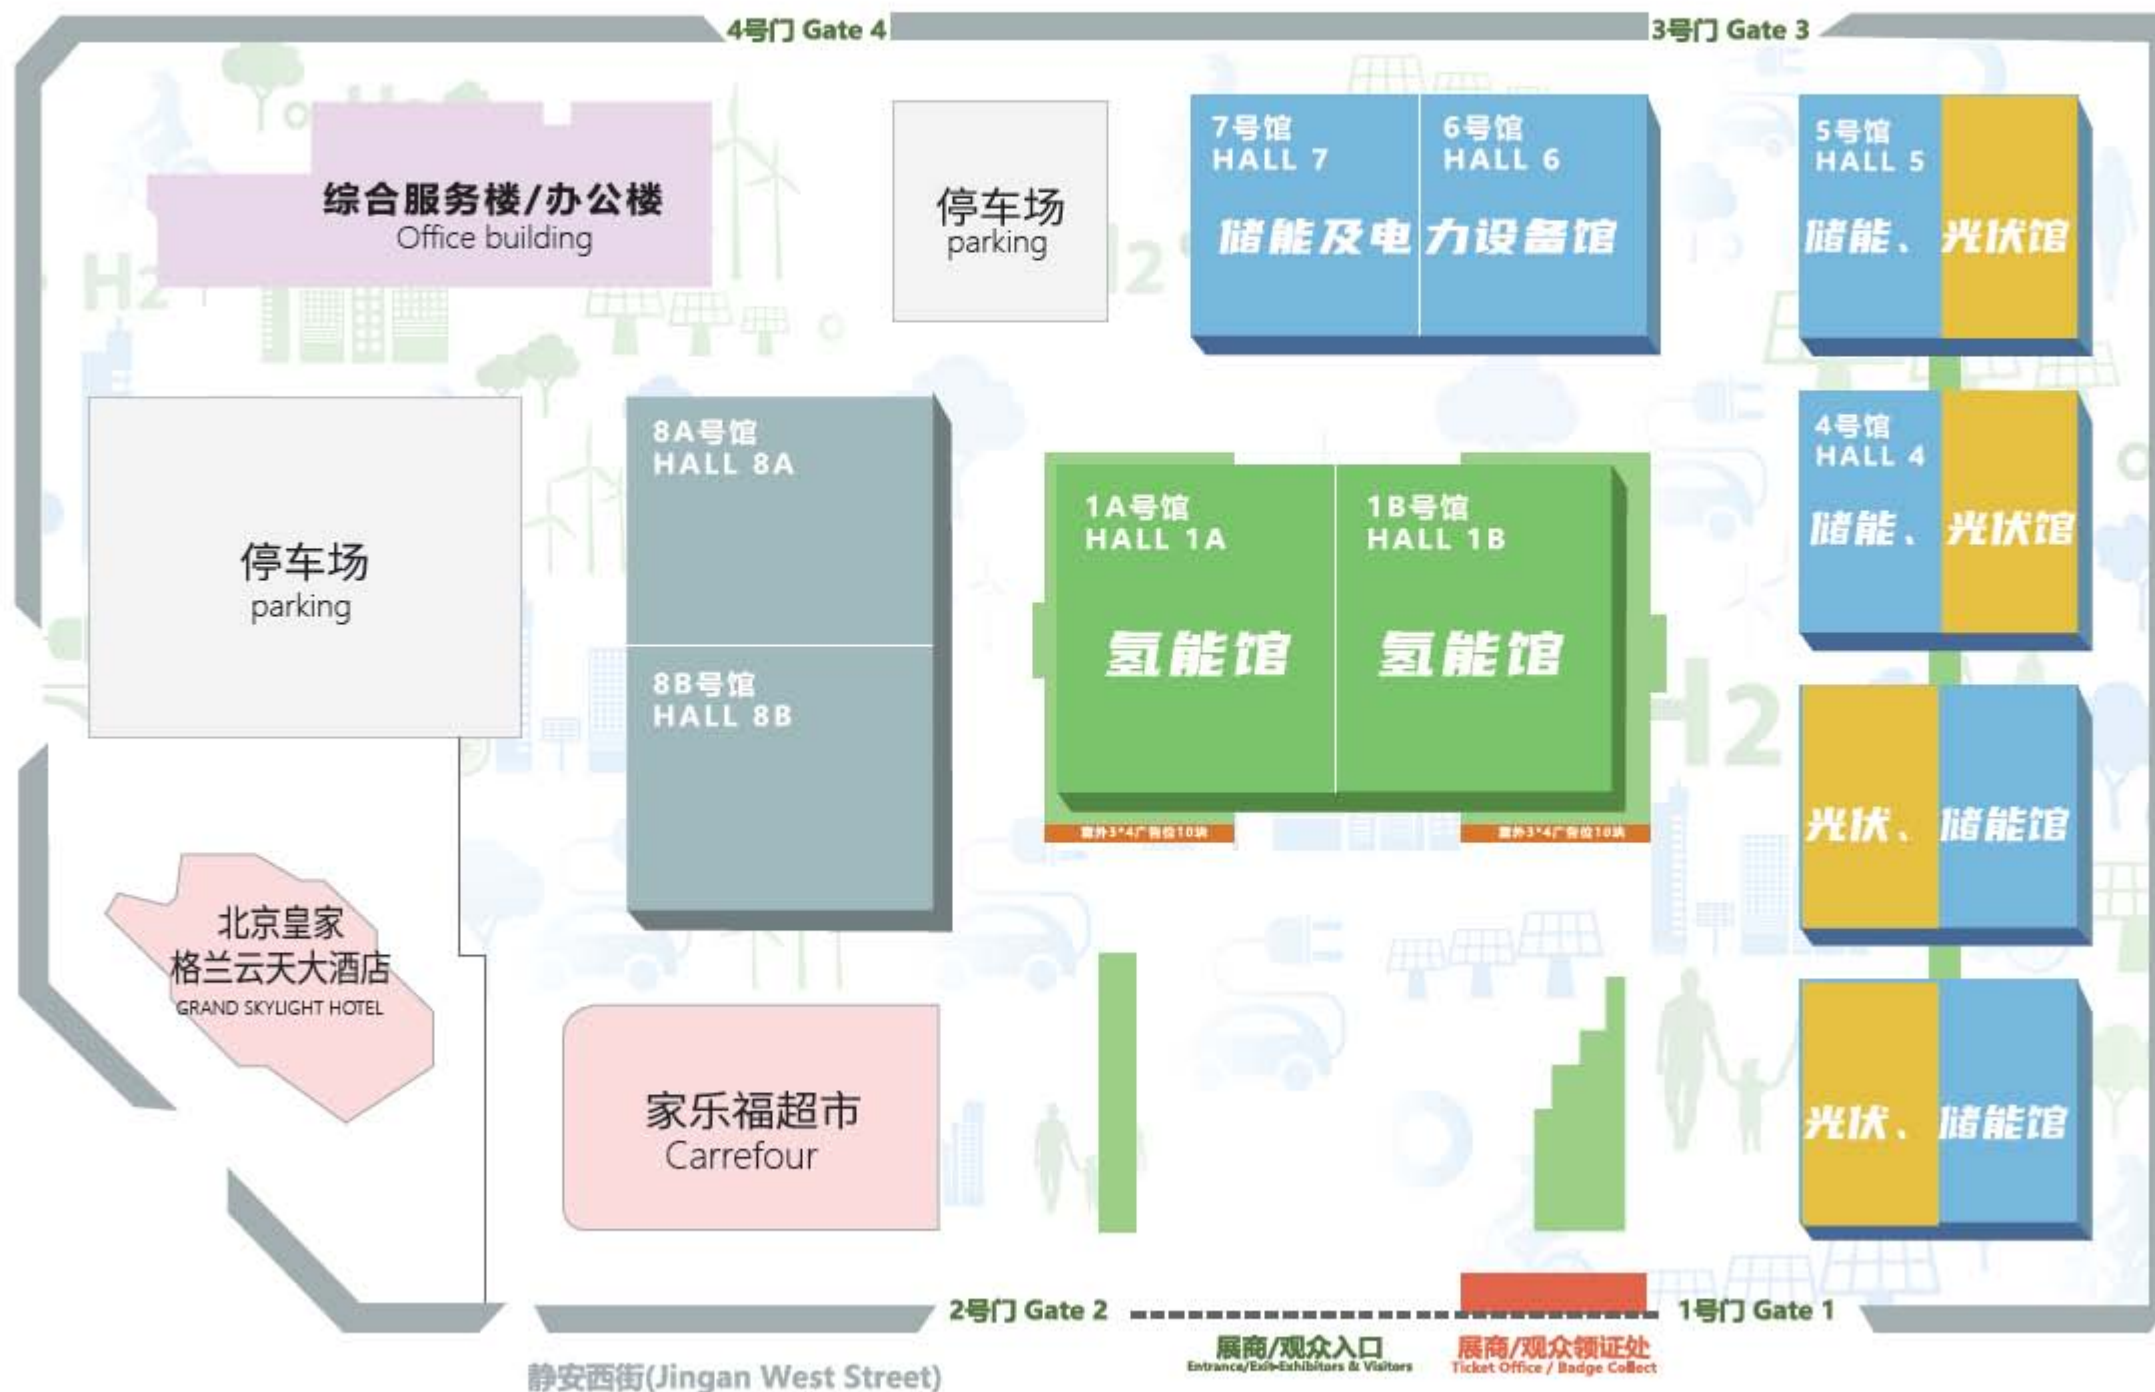 4号门 Gate 4
3号门 Gate 3
综合服务楼/办公楼
Office building
停车场
parking
7号馆
HALL 7
6号馆
HALL 6
储能及电力设备馆
5号馆
HALL 5
储能、光伏馆
停车场
parking
8A号馆
HALL 8A
8B号馆
HALL 8B
1A号馆
HALL 1A
氢能馆
1B号馆
HALL 1B
氢能馆
4号馆
HALL 4
储能、光伏馆
光伏、储能馆
光伏、储能馆
北京皇家
格兰云天大酒店
GRAND SKYLIGHT HOTEL
家乐福超市
Carrefour
2号门 Gate 2
1号门 Gate 1
展商/观众入口
Entrance/Exit-Exhibitors & Visitors
展商/观众领证处
Ticket Office / Badge Collect
静安西街(Jingan West Street)
H2
H2